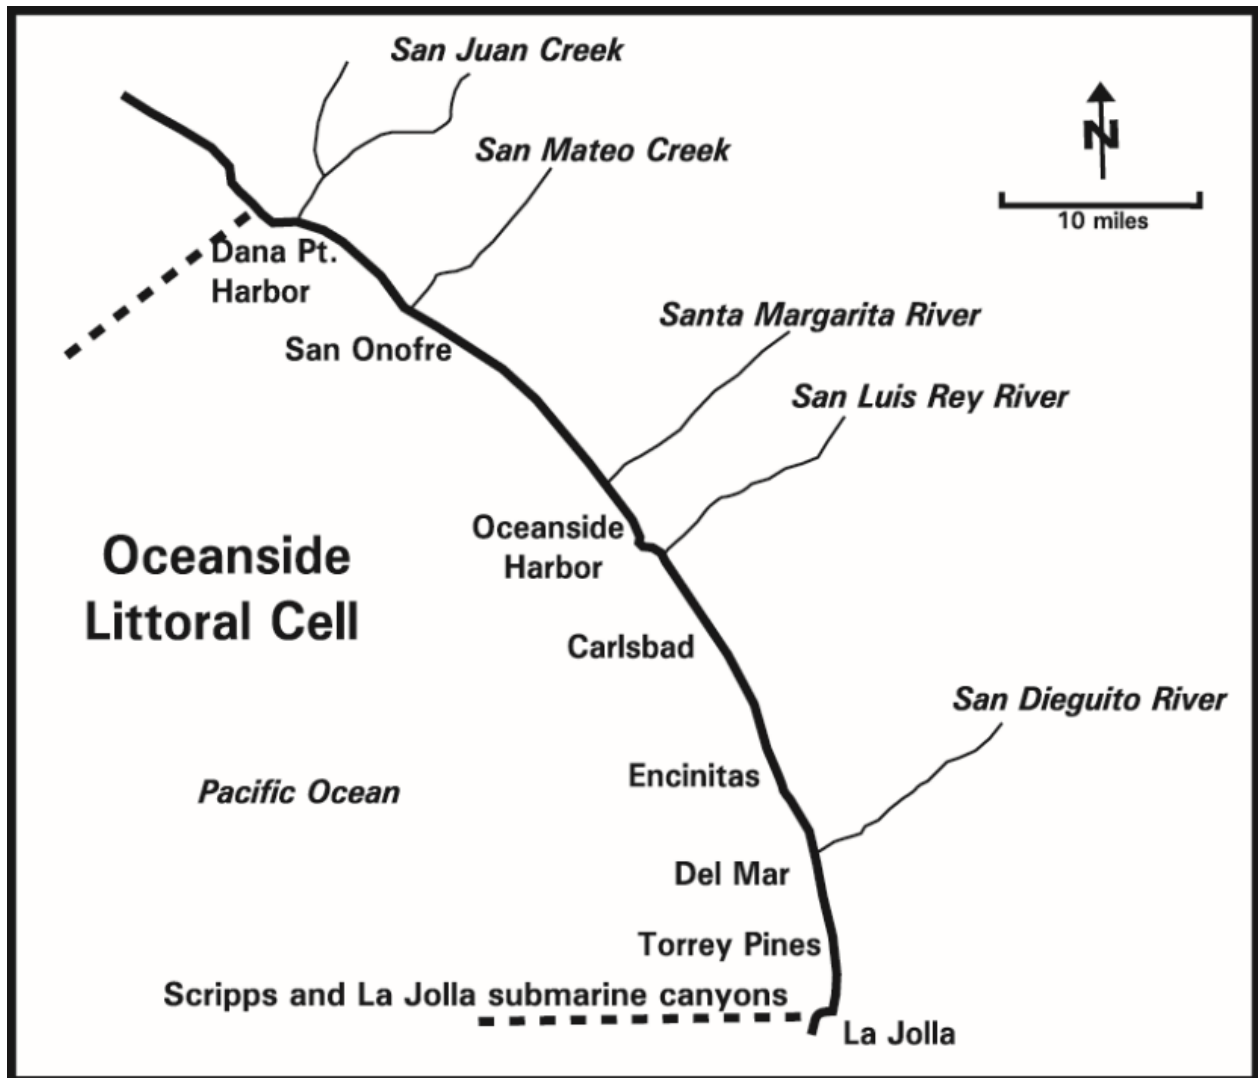 San Juan Creek
San Mateo Creek
N
10 miles
Dana Pt.
Harbor
Santa Margarita River
San Onofre
San Luis Rey River
Oceanside
Harbor
Oceanside
Littoral Cell
Carlsbad
San Dieguito River
Encinitas
Pacific Ocean
Del Mar
Torrey Pines
Scripps and La Jolla submarine canyons
La Jolla